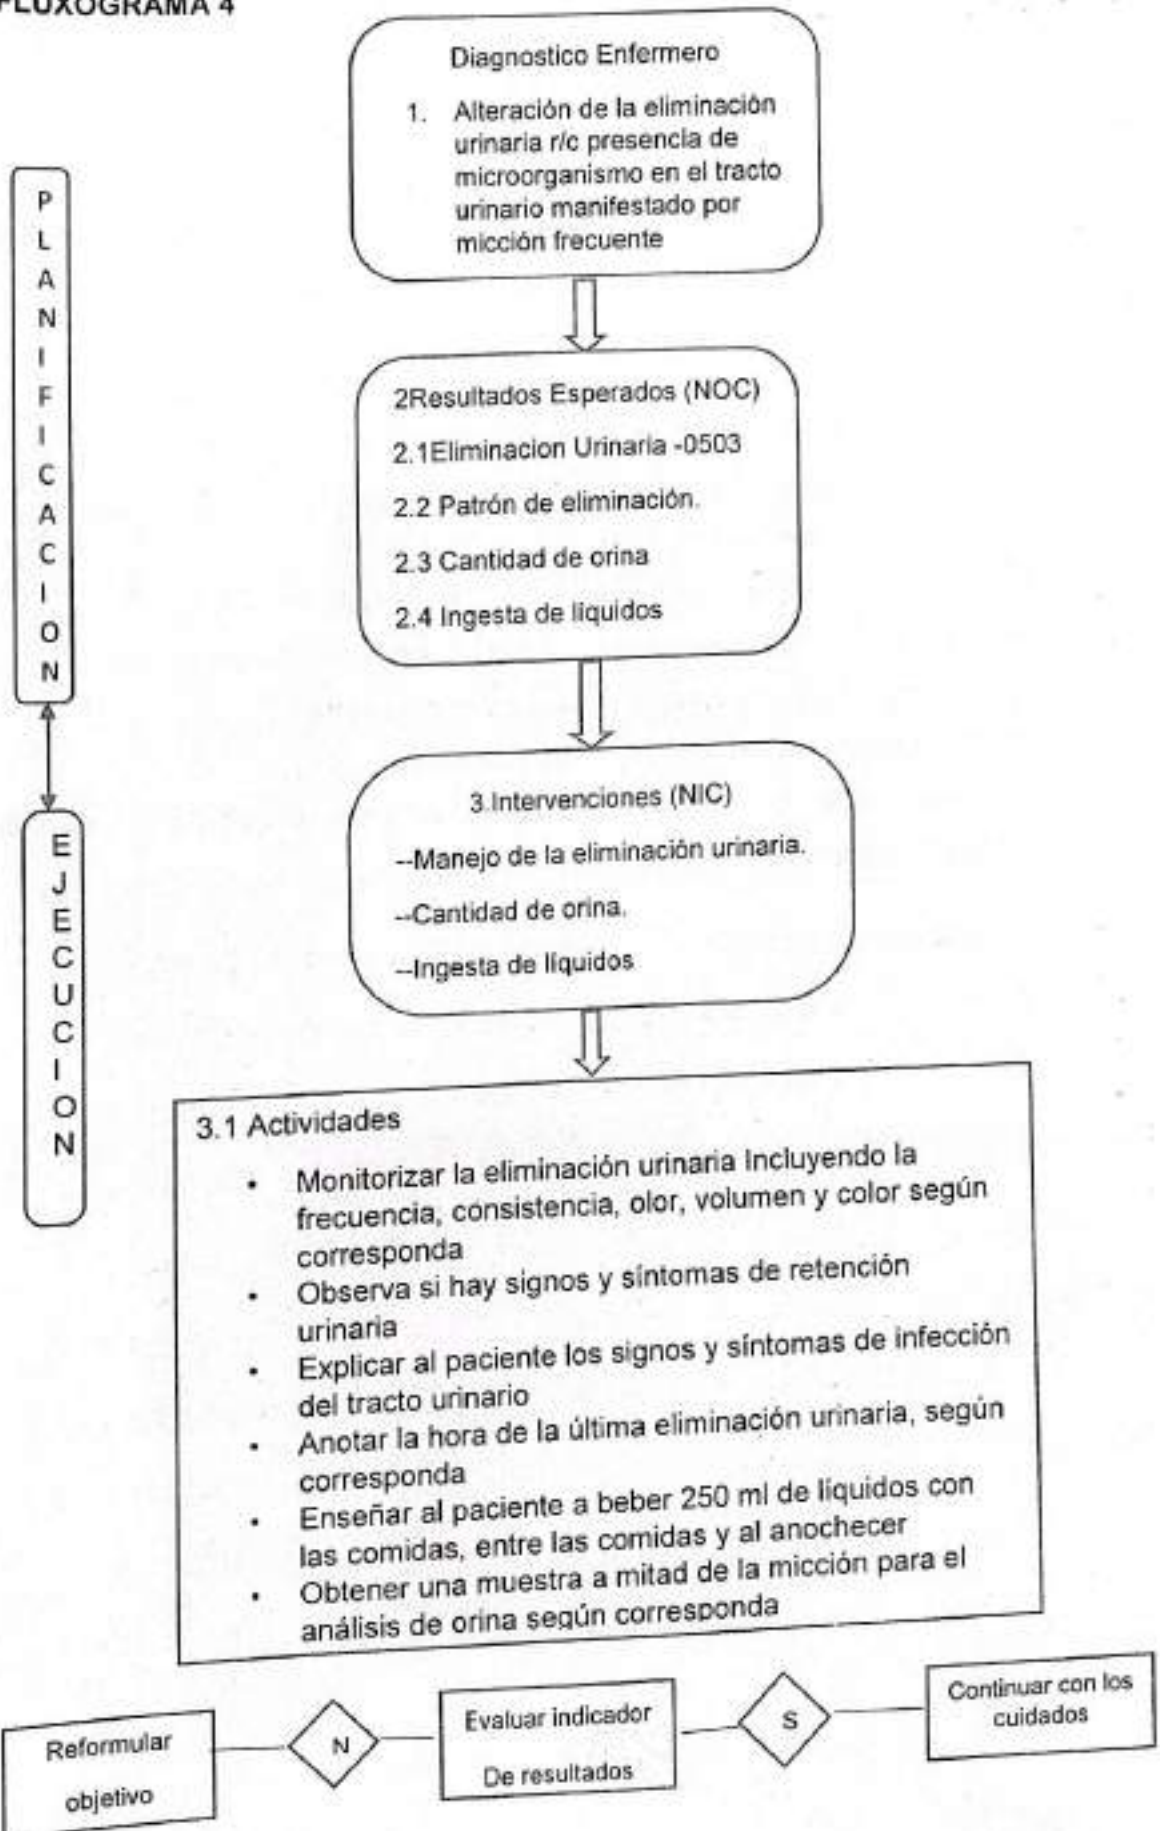 FLUXOGRAMA 4
Diagnostico Enfermero
1. Alteración de la eliminación
urinaria r/c presencia de
microorganismo en el tracto
urinario manifestado por
micción frecuente
P
L
A
N
I
F
I
C
A
C
I
O
N
2Resultados Esperados (NOC)
2.1Eliminacion Urinaria -0503
2.2 Patrón de eliminación.
2.3 Cantidad de orina
2.4 Ingesta de líquidos
3.Intervenciones (NIC)
--Manejo de la eliminación urinaria.
--Cantidad de orina.
--Ingesta de líquidos
E
J
E
C
U
C
I
O
N
3.1 Actividades
• Monitorizar la eliminación urinaria Incluyendo la
frecuencia, consistencia, olor, volumen y color según
corresponda
• Observa si hay signos y síntomas de retención
urinaria
• Explicar al paciente los signos y síntomas de infección
del tracto urinario
• Anotar la hora de la última eliminación urinaria, según
corresponda
• Enseñar al paciente a beber 250 ml de líquidos con
las comidas, entre las comidas y al anochecer
• Obtener una muestra a mitad de la micción para el
análisis de orina según corresponda
Reformular
objetivo
N
Evaluar indicador
De resultados
S
Continuar con los
cuidados